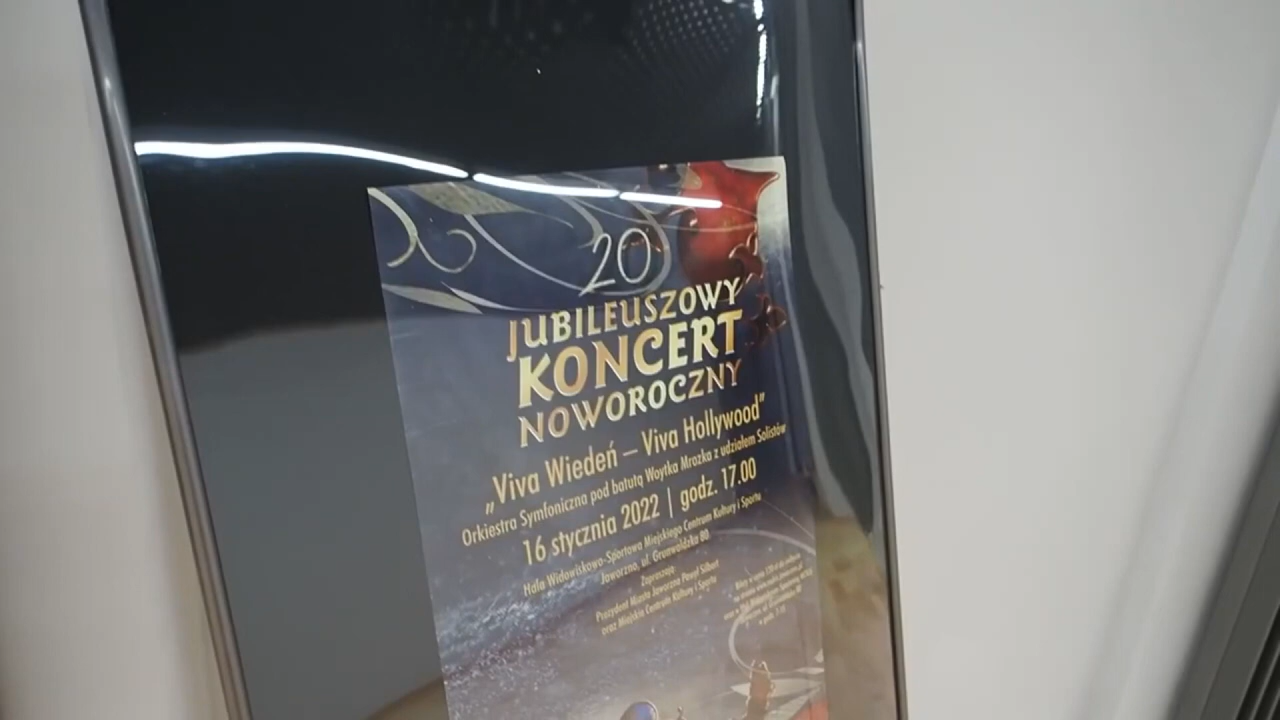 20
JUBILEUSZOWY
KONCERT
NOWOROCZNY
„Viva Wiedeń – Viva Hollywood”
Orkiestra Symfoniczna pod batutą Woytka Mrozka z udziałem Solistów
16 stycznia 2022 | godz. 17.00
Hala Widowiskowo-Sportowa Miejskiego Centrum Kultury i Sportu
Jaworzno, ul. Grunwaldzka 80
Zapraszają:
Prezydent Miasta Jaworzna Paweł Silbert
oraz Miejskie Centrum Kultury i Sportu